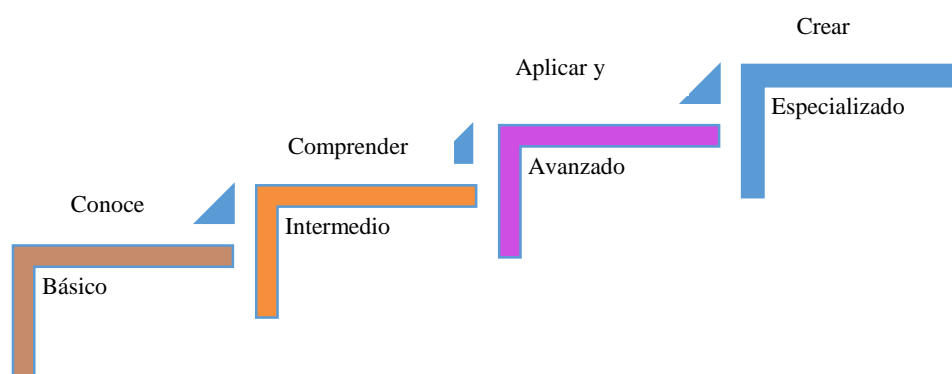 Crear
Aplicar y
Especializado
Comprender
Avanzado
Conoce
Intermedio
Básico